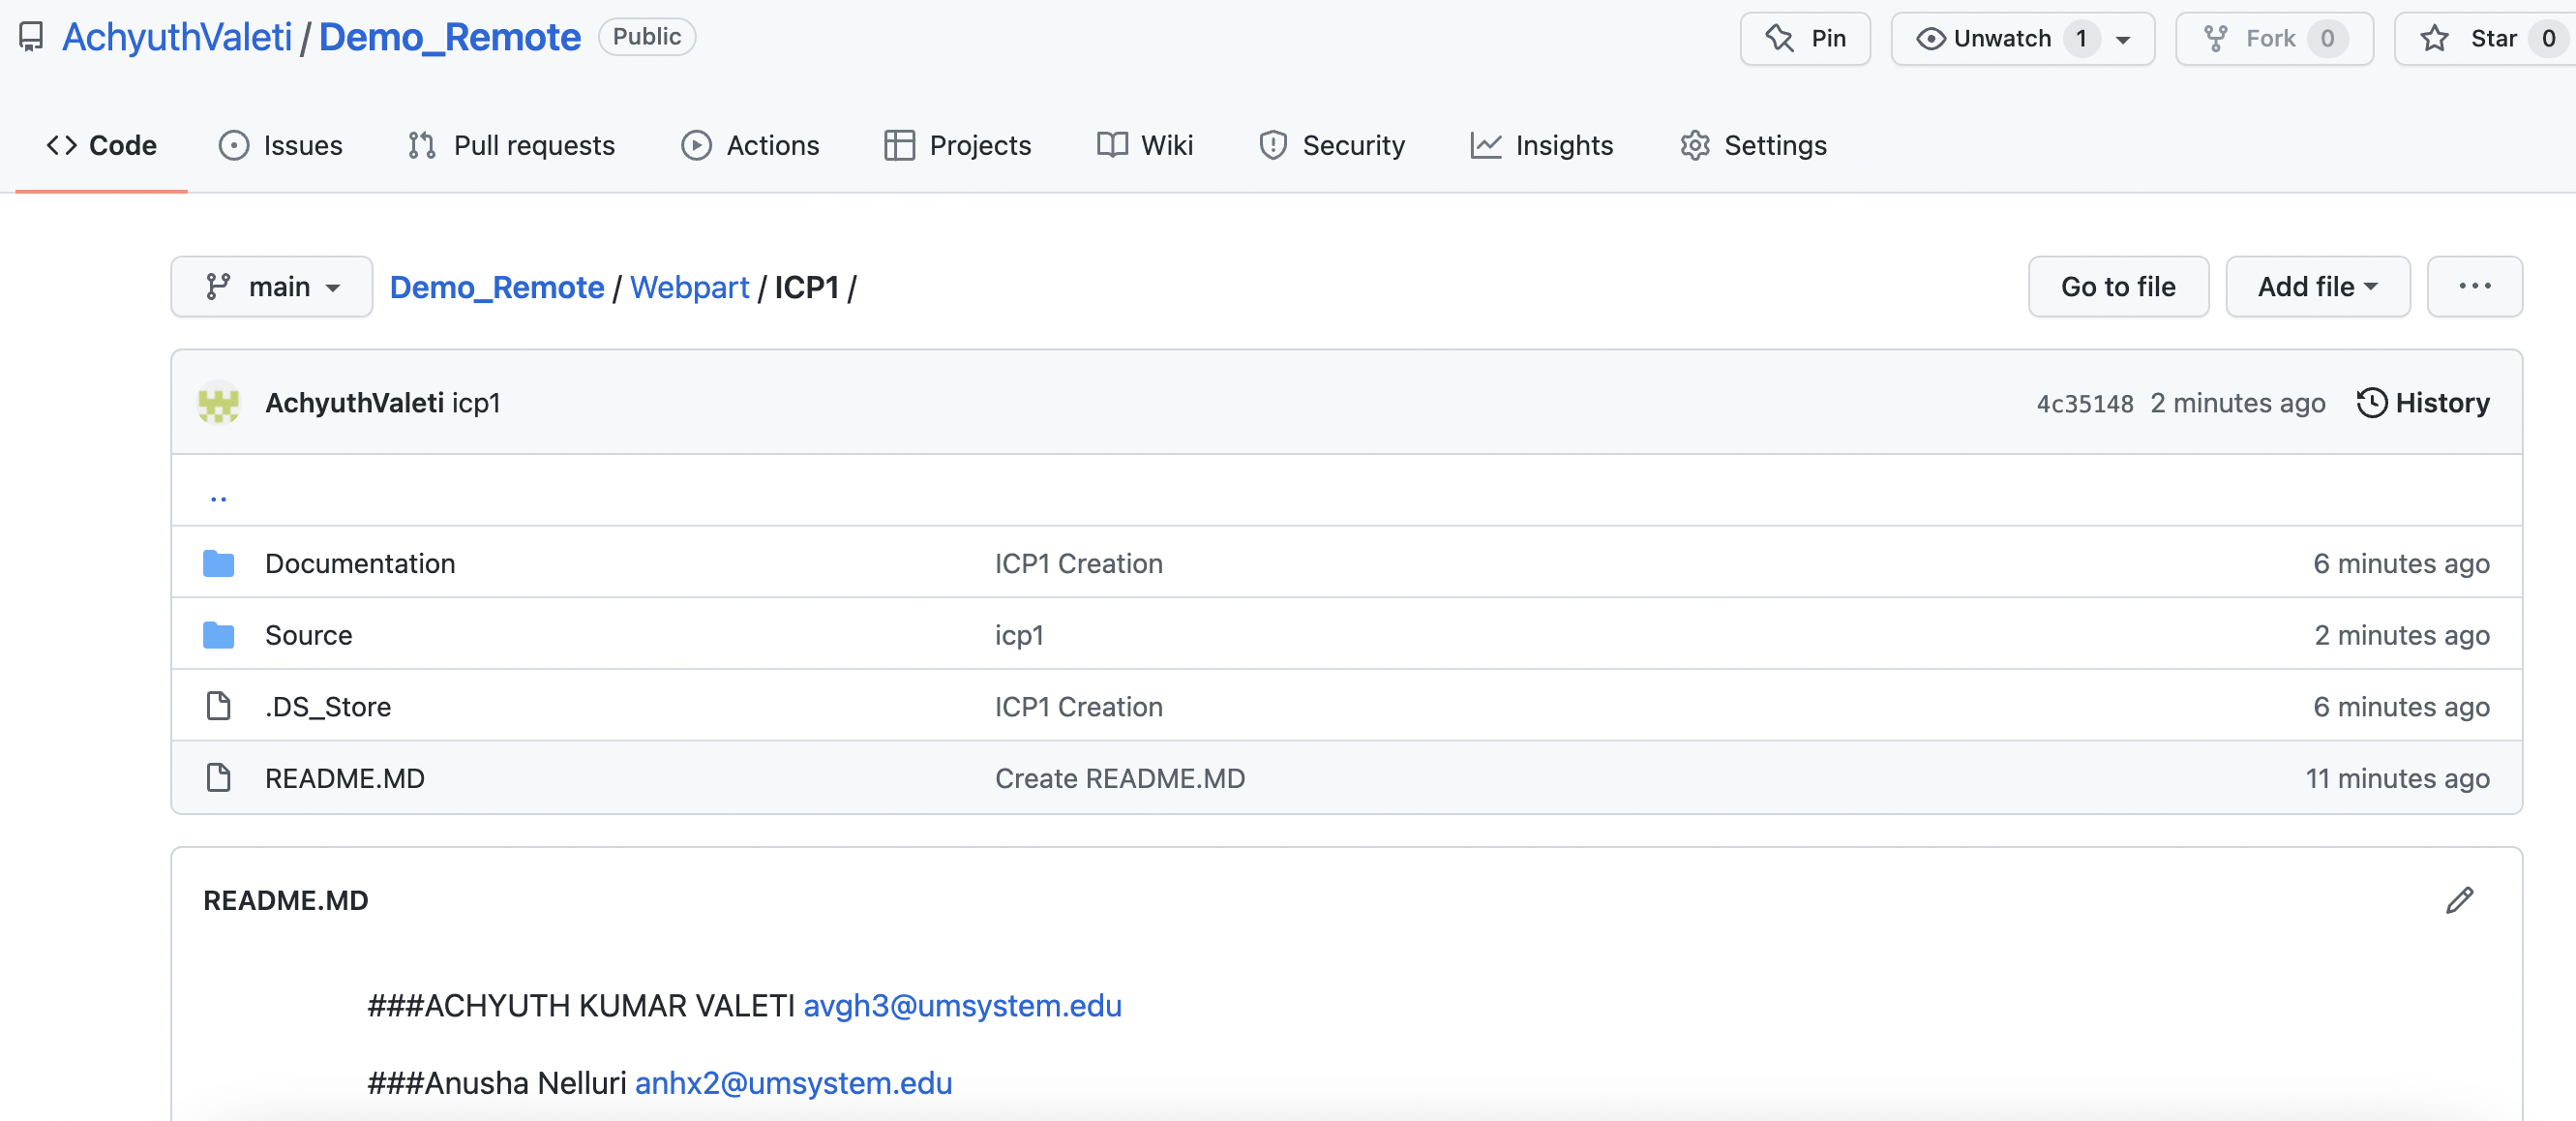 AchyuthValeti / Demo_Remote Public Pin Unwatch 1 Fork 0 Star 0
Code Issues Pull requests Actions Projects Wiki Security Insights Settings
main Demo_Remote / Webpart / ICP1 / Go to file Add file ...
AchyuthValeti icp1 4c35148 2 minutes ago History
..
Documentation ICP1 Creation 6 minutes ago
Source icp1 2 minutes ago
.DS_Store ICP1 Creation 6 minutes ago
README.MD Create README.MD 11 minutes ago
README.MD
###ACHYUTH KUMAR VALETI avgh3@umsystem.edu
###Anusha Nelluri anhx2@umsystem.edu